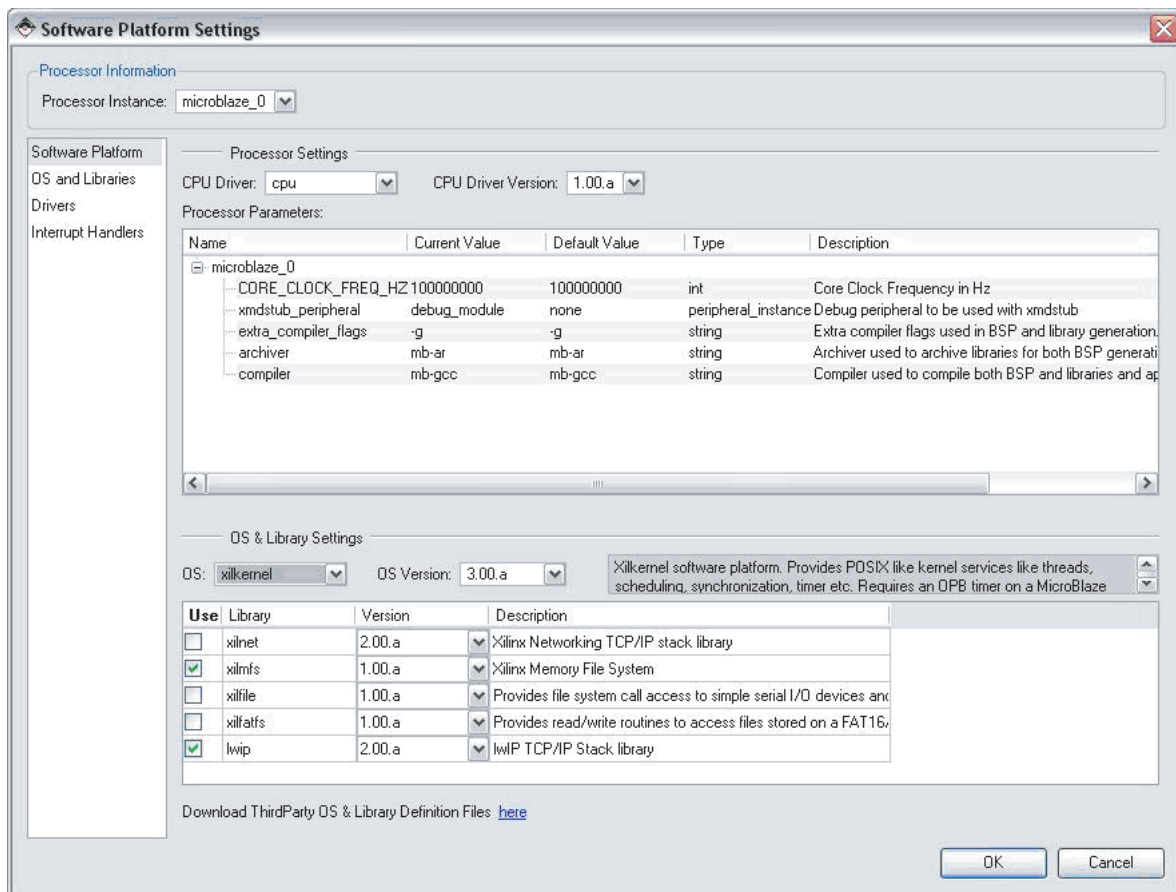 Software Platform Settings
Processor Information
Processor Instance: microblaze_0
Software Platform
OS and Libraries
Drivers
Interrupt Handlers
Processor Settings
CPU Driver: cpu CPU Driver Version: 1.00.a
Processor Parameters:
Name Current Value Default Value Type Description
microblaze_0
CORE_CLOCK_FREQ_HZ 100000000 100000000 int Core Clock Frequency in Hz
xmdstub_peripheral debug_module none peripheral_instance Debug peripheral to be used with xmdstub
extra_compiler_flags -g -g string Extra compiler flags used in BSP and library generation.
archiver mb-ar mb-ar string Archiver used to archive libraries for both BSP generati
compiler mb-gcc mb-gcc string Compiler used to compile both BSP and libraries and ap
OS & Library Settings
OS: xilkernel OS Version: 3.00.a
Xilkernel software platform. Provides POSIX like kernel services like threads,
scheduling, synchronization, timer etc. Requires an OPB timer on a MicroBlaze
Use Library Version Description
xilnet 2.00.a Xilinx Networking TCP/IP stack library
xilmfs 1.00.a Xilinx Memory File System
xilfile 1.00.a Provides file system call access to simple serial I/O devices and
xilfatfs 1.00.a Provides read/write routines to access files stored on a FAT16/
lwip 2.00.a lwIP TCP/IP Stack library
Download ThirdParty OS & Library Definition Files here
OK Cancel